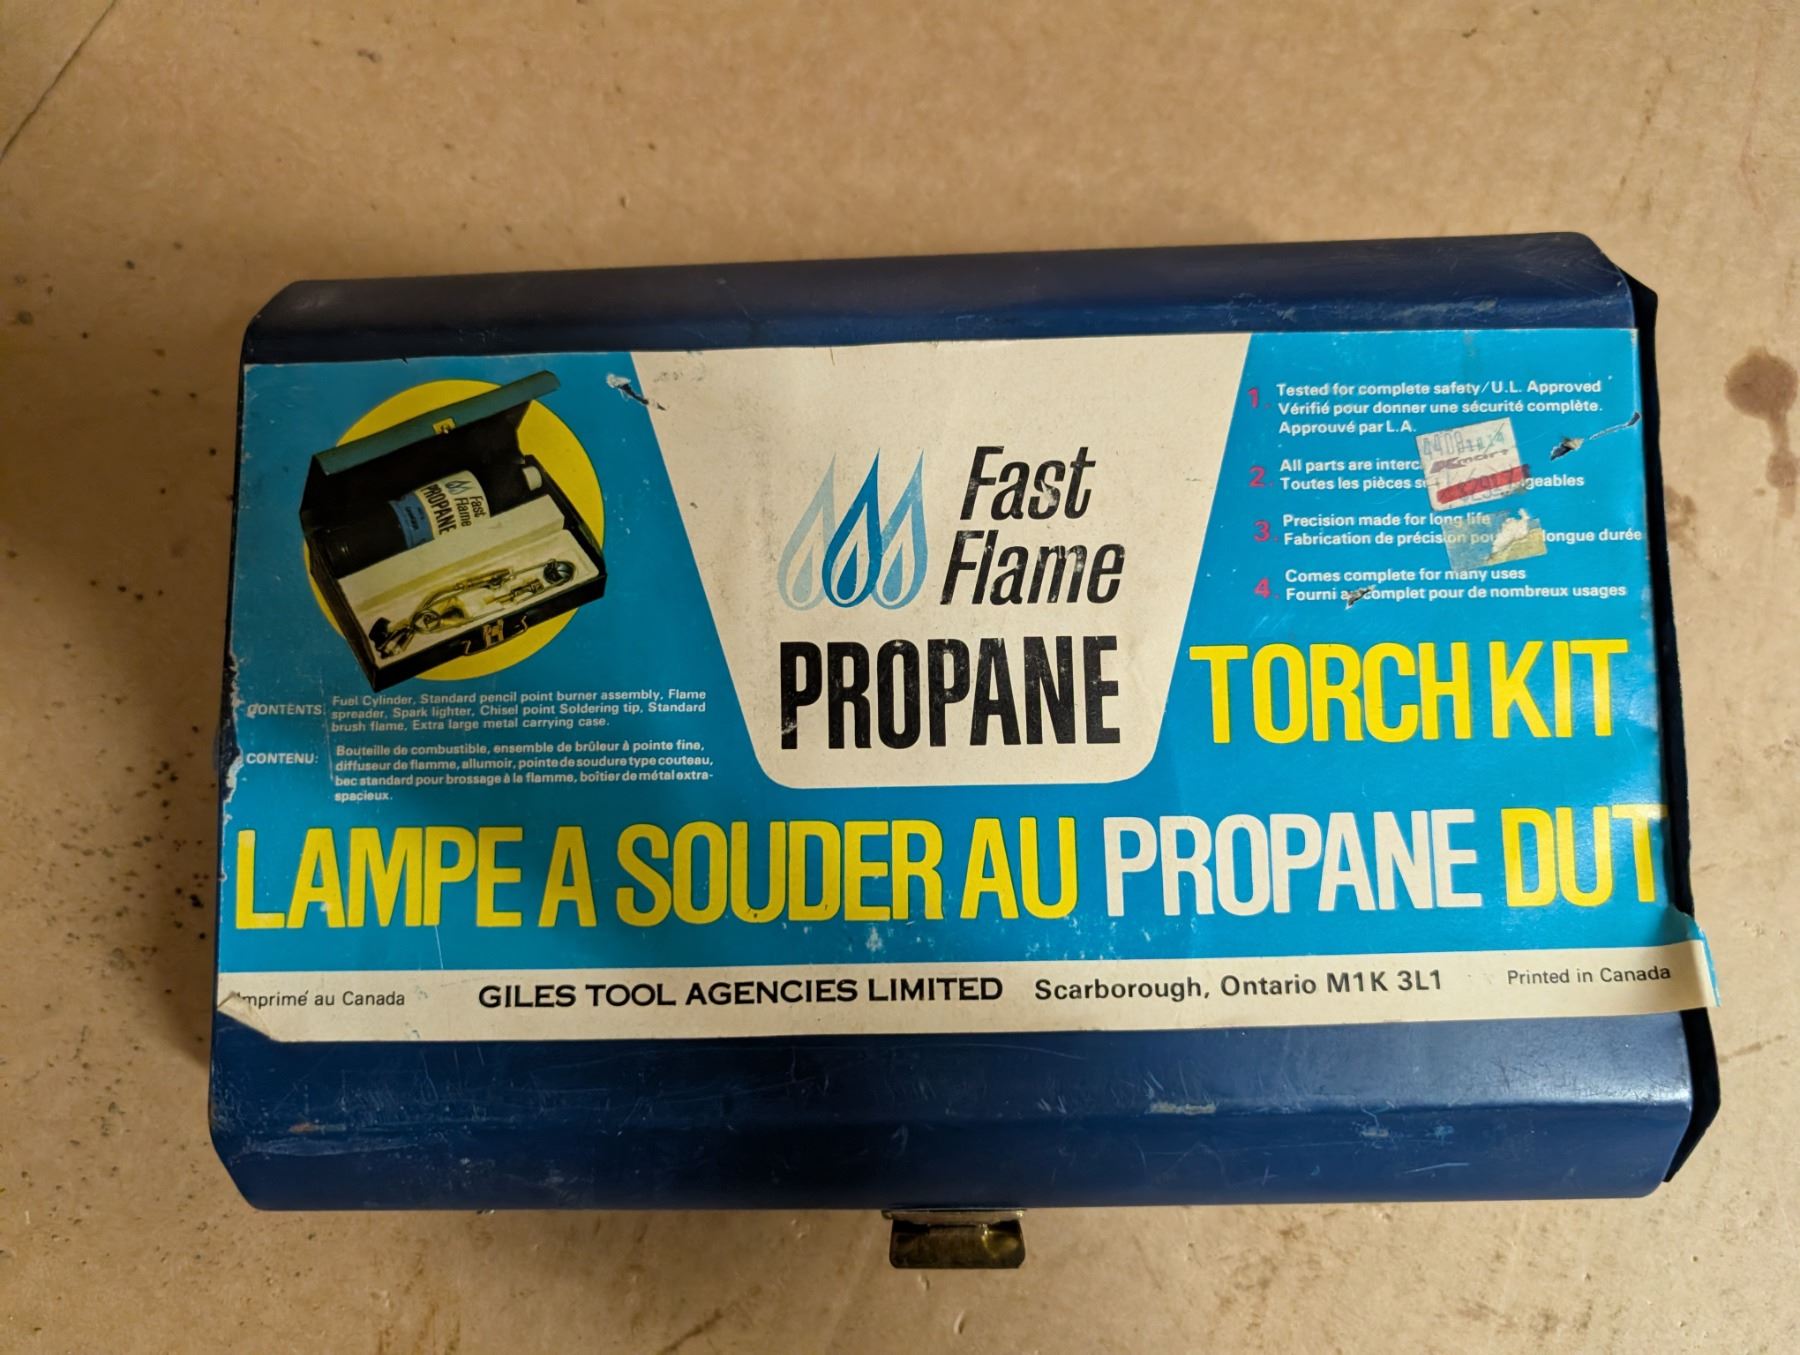 Fast
Flame
PROPANE
TORCH KIT
LAMPE A SOUDER AU PROPANE DUT
1. Tested for complete safety/U.L. Approved
Vérifié pour donner une sécurité complète.
Approuvé par L.A.
2. All parts are
Toutes les pièces
3. Precision made for long life
Fabrication de précision longue durée
4. Comes complete for many uses
Fourni complet pour de nombreux usages
Kmart
Fast
Flame
PROPANE
CONTENTS: Fuel Cylinder, Standard pencil point burner assembly, Flame
spreader, Spark lighter, Chisel point Soldering tip, Standard
brush flame, Extra large metal carrying case.
CONTENU: Bouteille de combustible, ensemble de brûleur à pointe fine,
diffuseur de flamme, allumoir, pointe de soudure type couteau,
bec standard pour brossage à la flamme, boîtier de métal extra-
spacieux.
Imprimé au Canada
GILES TOOL AGENCIES LIMITED Scarborough, Ontario M1K 3L1
Printed in Canada